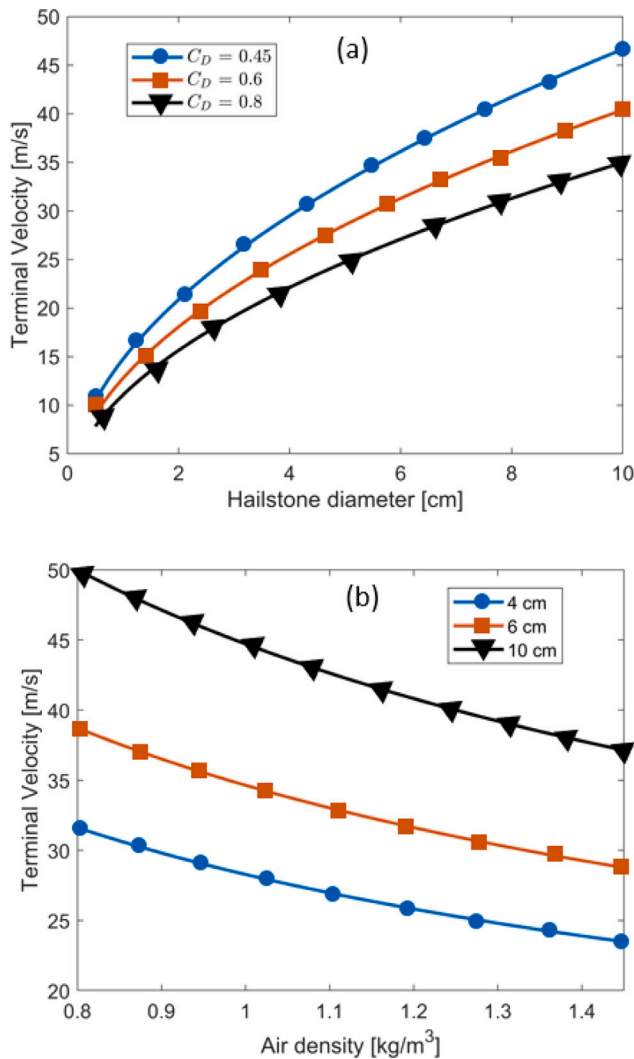 50
45
40
35
30
25
20
15
10
5
Terminal Velocity [m/s]
(a)
C_D = 0.45
C_D = 0.6
C_D = 0.8
0 2 4 6 8 10
Hailstone diameter [cm]
50
45
40
35
30
25
20
Terminal Velocity [m/s]
(b)
4 cm
6 cm
10 cm
0.8 0.9 1 1.1 1.2 1.3 1.4
Air density [kg/m³]